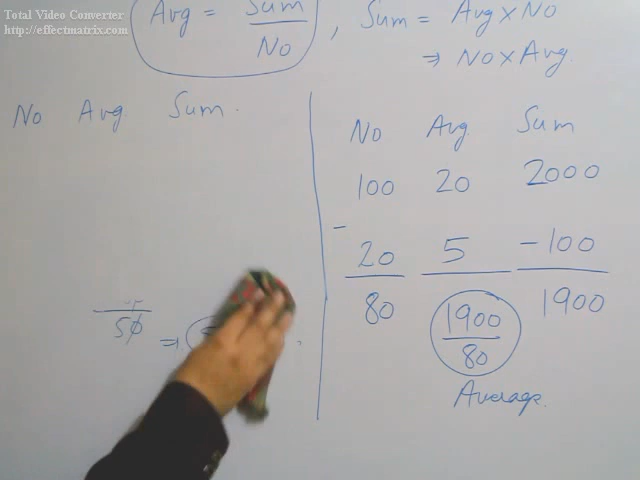 Total Video Converter
http://effectmatrix.com
Avg = Sum / No , Sum = Avg × No
⇒ No × Avg.
No Avg Sum.
50 ⇒
No Avg. Sum
100 20 2000
- 20 5 -100
80 1900/80 1900
Average.